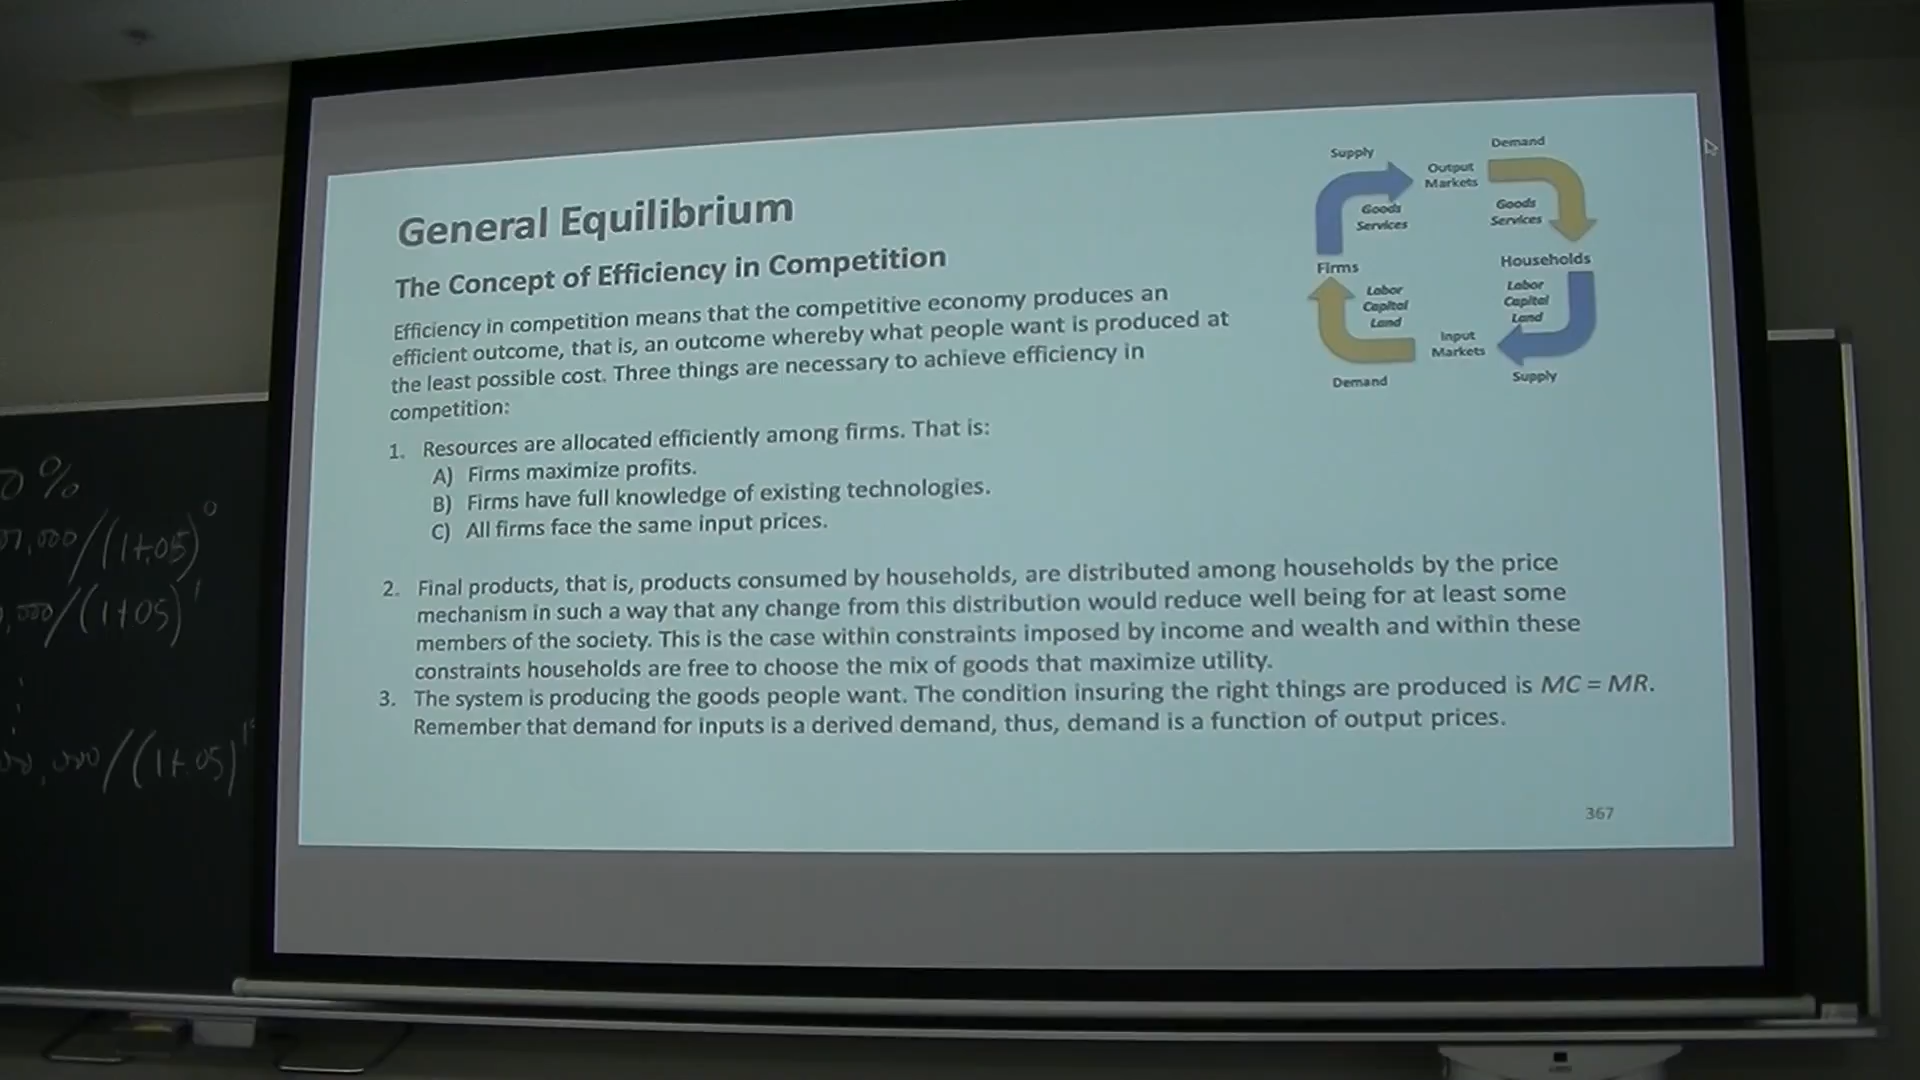 General Equilibrium
The Concept of Efficiency in Competition
Efficiency in competition means that the competitive economy produces an
efficient outcome, that is, an outcome whereby what people want is produced at
the least possible cost. Three things are necessary to achieve efficiency in
competition:
1. Resources are allocated efficiently among firms. That is:
A) Firms maximize profits.
B) Firms have full knowledge of existing technologies.
C) All firms face the same input prices.
2. Final products, that is, products consumed by households, are distributed among households by the price
mechanism in such a way that any change from this distribution would reduce well being for at least some
members of the society. This is the case within constraints imposed by income and wealth and within these
constraints households are free to choose the mix of goods that maximize utility.
3. The system is producing the goods people want. The condition insuring the right things are produced is MC = MR.
Remember that demand for inputs is a derived demand, thus, demand is a function of output prices.
Supply
Demand
Output
Markets
Goods
Services
Goods
Services
Firms
Households
Labor
Capital
Land
Labor
Capital
Land
Input
Markets
Demand
Supply
367
0%
/(1+.05)⁰
/(1+05)¹
/(1+.05)